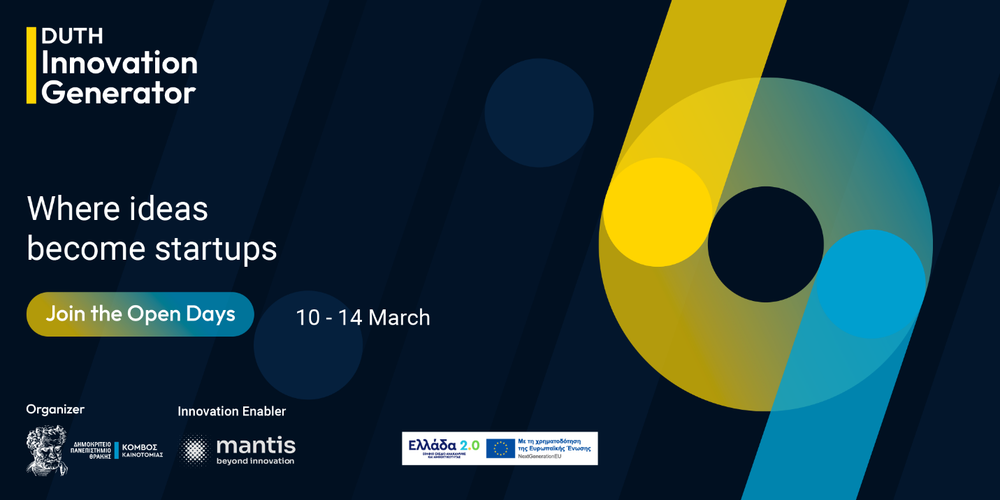 DUTH
Innovation
Generator
Where ideas
become startups
Join the Open Days
10 - 14 March
Organizer
Innovation Enabler
ΔΗΜΟΚΡΙΤΕΙΟ
ΠΑΝΕΠΙΣΤΗΜΙΟ
ΘΡΑΚΗΣ
ΚΟΜΒΟΣ
ΚΑΙΝΟΤΟΜΙΑΣ
mantis
beyond innovation
Ελλάδα 2.0
ΕΘΝΙΚΟ ΣΧΕΔΙΟ ΑΝΑΚΑΜΨΗΣ
ΚΑΙ ΑΝΘΕΚΤΙΚΟΤΗΤΑΣ
Με τη χρηματοδότηση
της Ευρωπαϊκής Ένωσης
NextGenerationEU